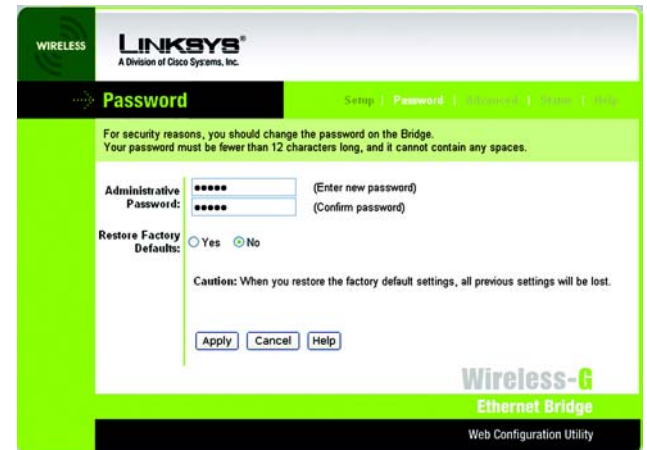 WIRELESS
LINKSYS®
A Division of Cisco Systems, Inc.
Password
Setup | Password | Advanced | Status | Help
For security reasons, you should change the password on the Bridge.
Your password must be fewer than 12 characters long, and it cannot contain any spaces.
Administrative Password: ••••• (Enter new password)
••••• (Confirm password)
Restore Factory Defaults: Yes No
Caution: When you restore the factory default settings, all previous settings will be lost.
Apply Cancel Help
Wireless-G
Ethernet Bridge
Web Configuration Utility